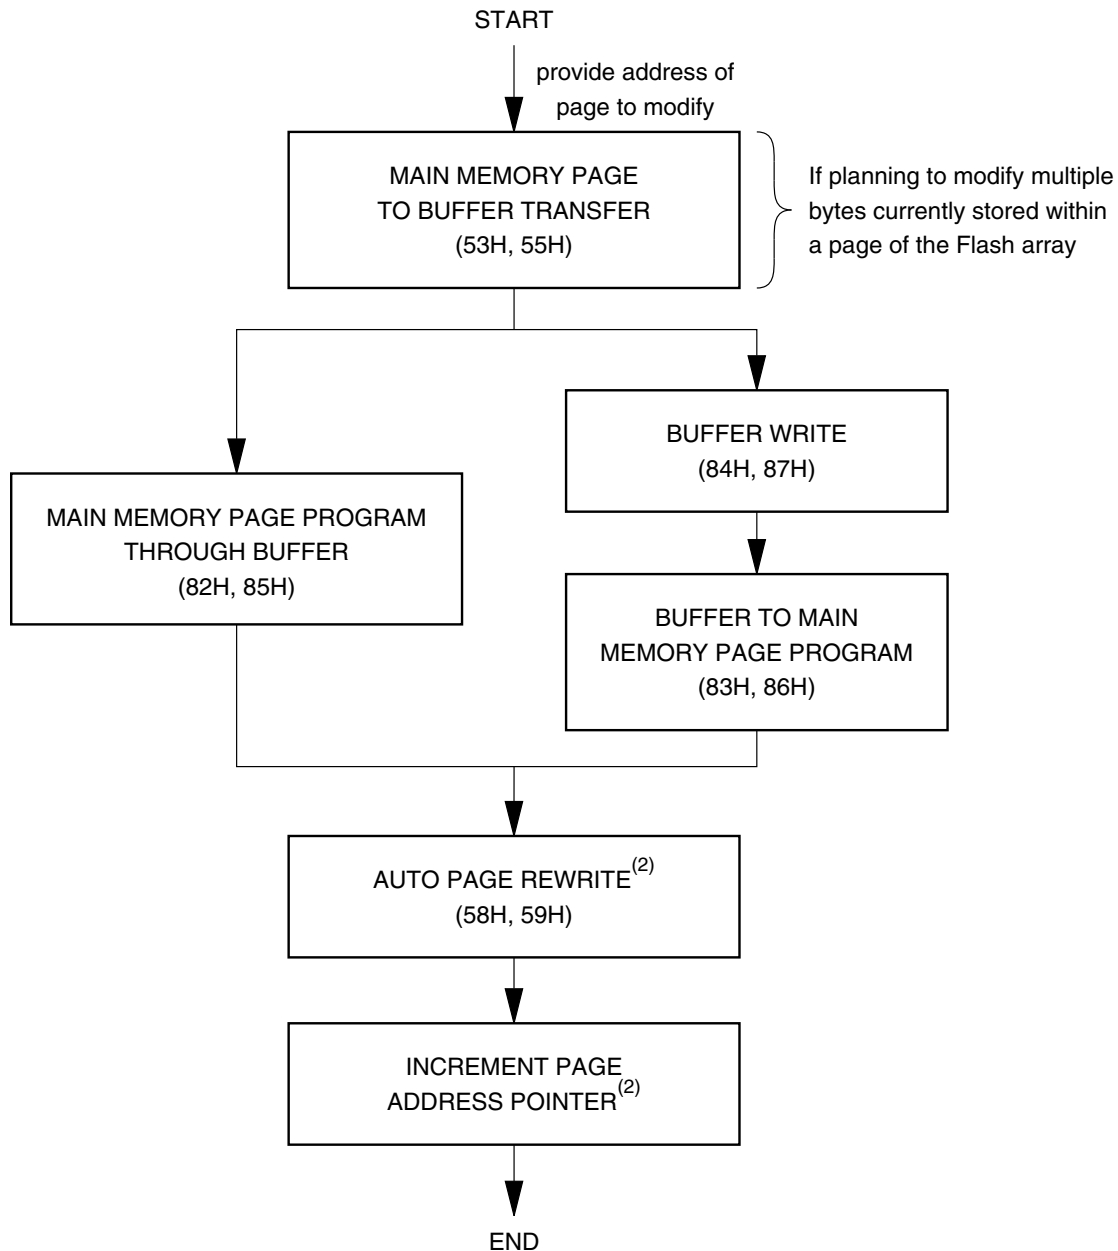 START
provide address of
page to modify
MAIN MEMORY PAGE
TO BUFFER TRANSFER
(53H, 55H)
If planning to modify multiple
bytes currently stored within
a page of the Flash array
BUFFER WRITE
(84H, 87H)
MAIN MEMORY PAGE PROGRAM
THROUGH BUFFER
(82H, 85H)
BUFFER TO MAIN
MEMORY PAGE PROGRAM
(83H, 86H)
AUTO PAGE REWRITE(2)
(58H, 59H)
INCREMENT PAGE
ADDRESS POINTER(2)
END